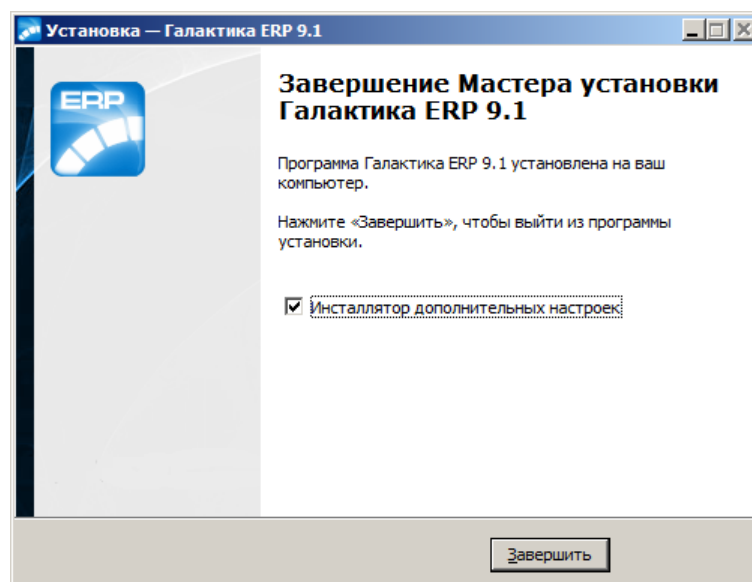 Установка — Галактика ERP 9.1
ERP
Завершение Мастера установки
Галактика ERP 9.1
Программа Галактика ERP 9.1 установлена на ваш
компьютер.
Нажмите «Завершить», чтобы выйти из программы
установки.
Инсталлятор дополнительных настроек
Завершить